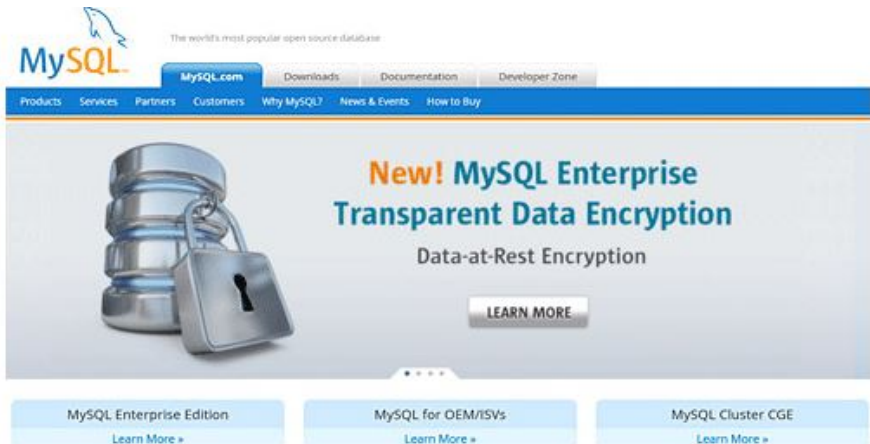 MySQL
The world's most popular open source database
MySQL.com Downloads Documentation Developer Zone
Products Services Partners Customers Why MySQL? News & Events How to Buy
New! MySQL Enterprise
Transparent Data Encryption
Data-at-Rest Encryption
LEARN MORE
MySQL Enterprise Edition MySQL for OEM/ISVs MySQL Cluster CGE
Learn More » Learn More » Learn More »